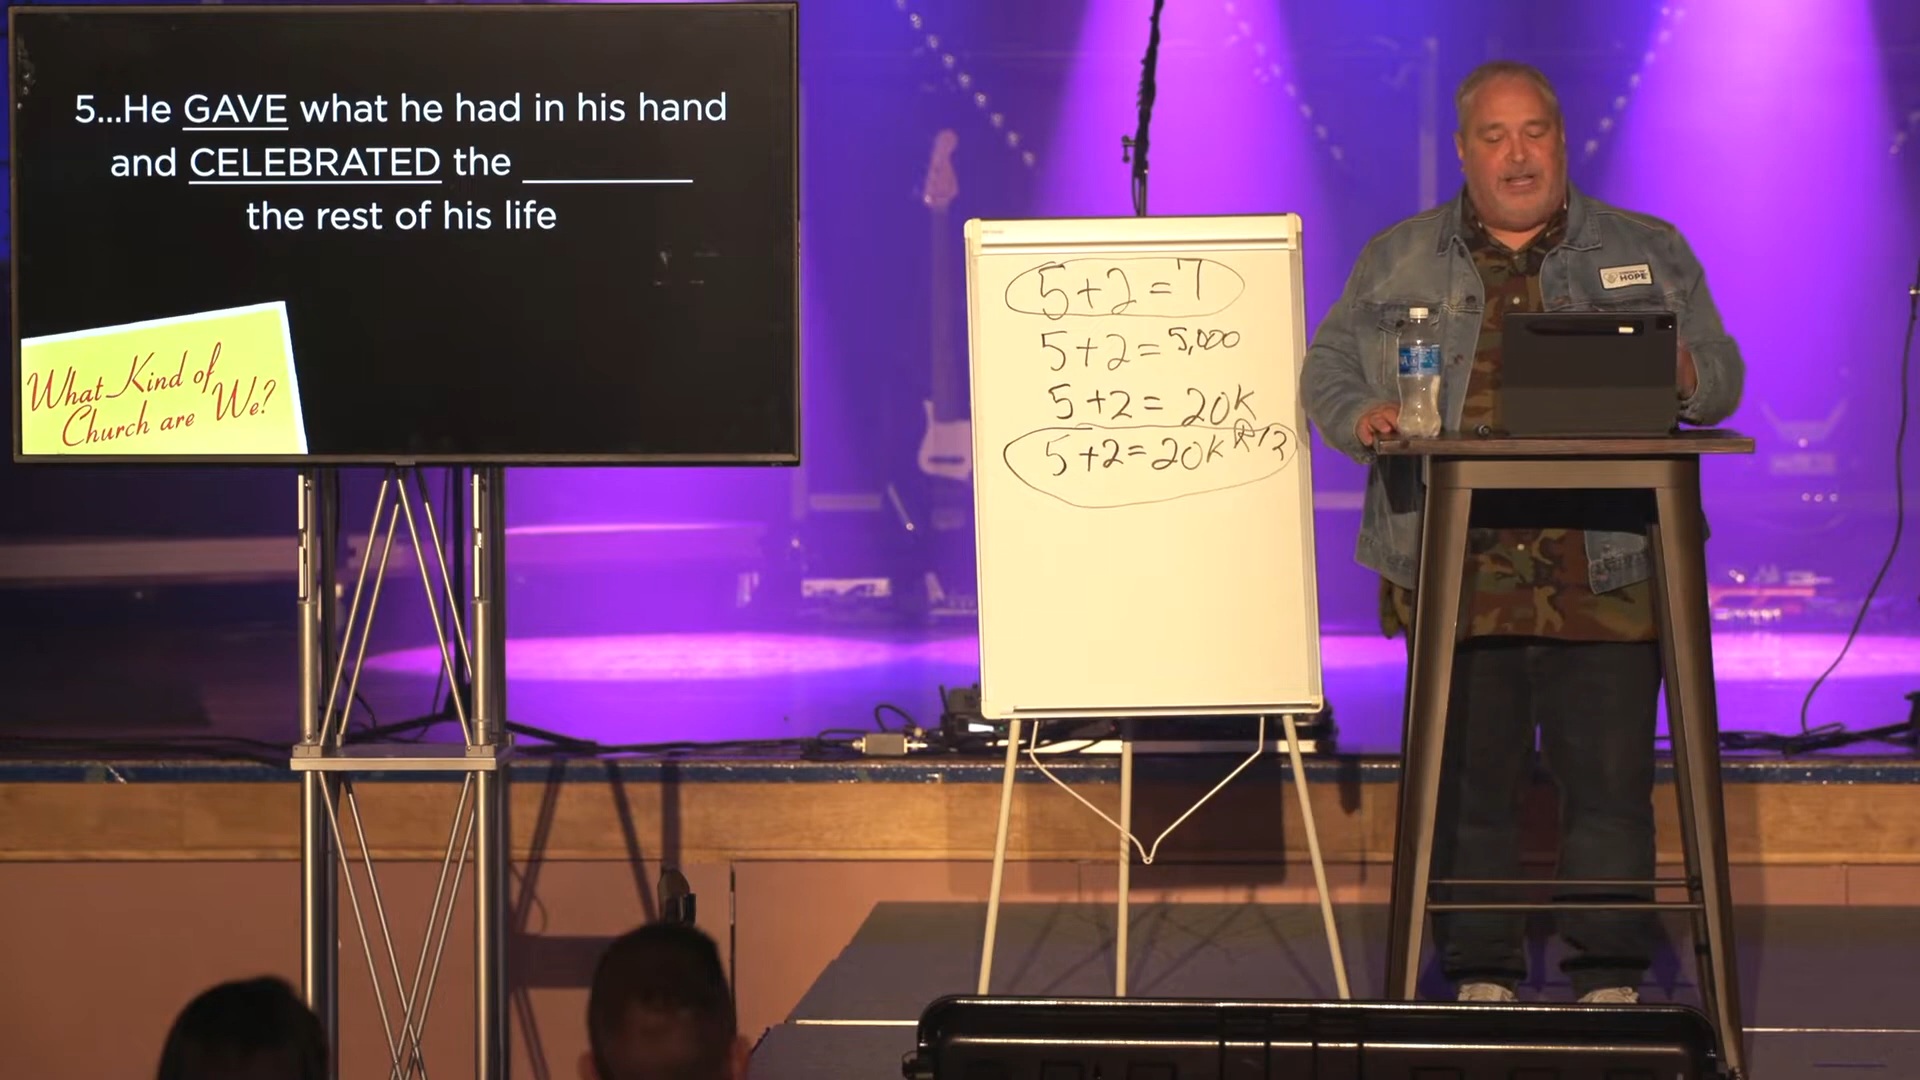 5...He GAVE what he had in his hand
and CELEBRATED the ________
the rest of his life
What Kind of
Church are We?
5+2=7
5+2=5,000
5+2=20K
5+2=20K
HOPE